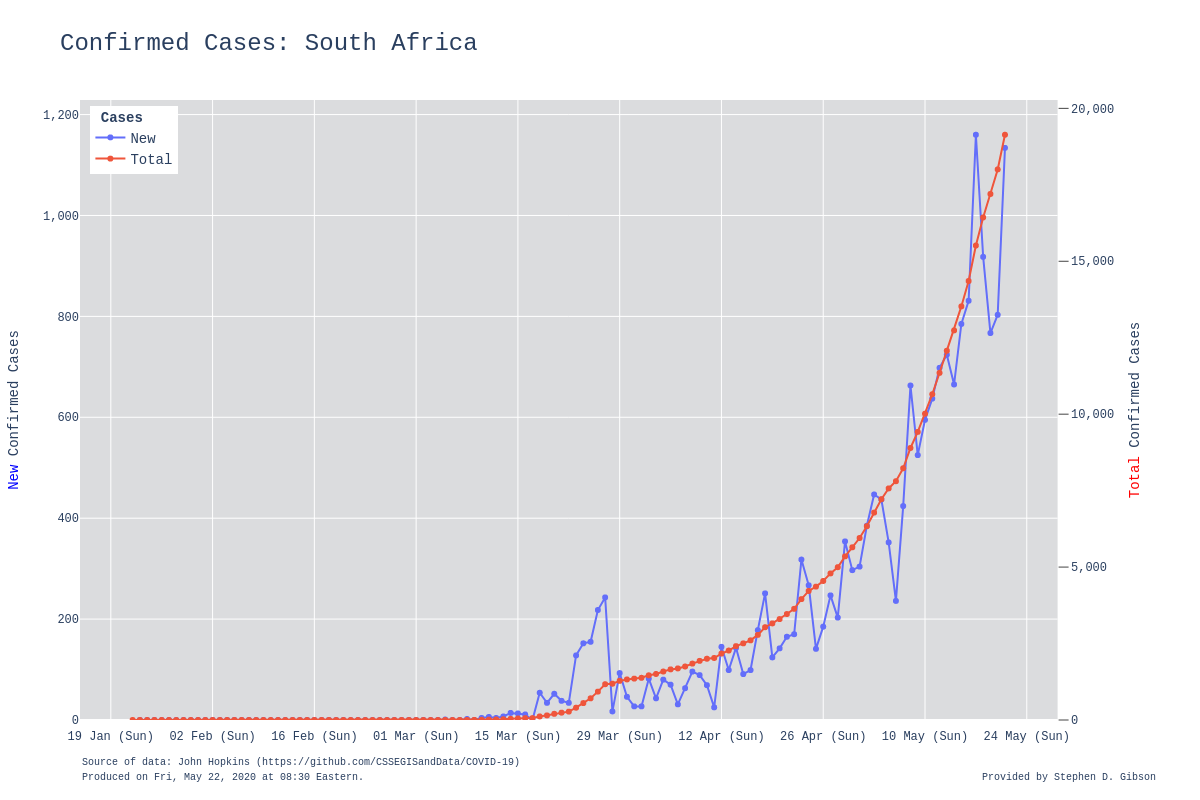 Confirmed Cases: South Africa
Cases
New
Total
1,200
1,000
800
600
400
200
0
20,000
15,000
10,000
5,000
0
New Confirmed Cases
Total Confirmed Cases
19 Jan (Sun) 02 Feb (Sun) 16 Feb (Sun) 01 Mar (Sun) 15 Mar (Sun) 29 Mar (Sun) 12 Apr (Sun) 26 Apr (Sun) 10 May (Sun) 24 May (Sun)
Source of data: John Hopkins (https://github.com/CSSEGISandData/COVID-19)
Produced on Fri, May 22, 2020 at 08:30 Eastern.
Provided by Stephen D. Gibson